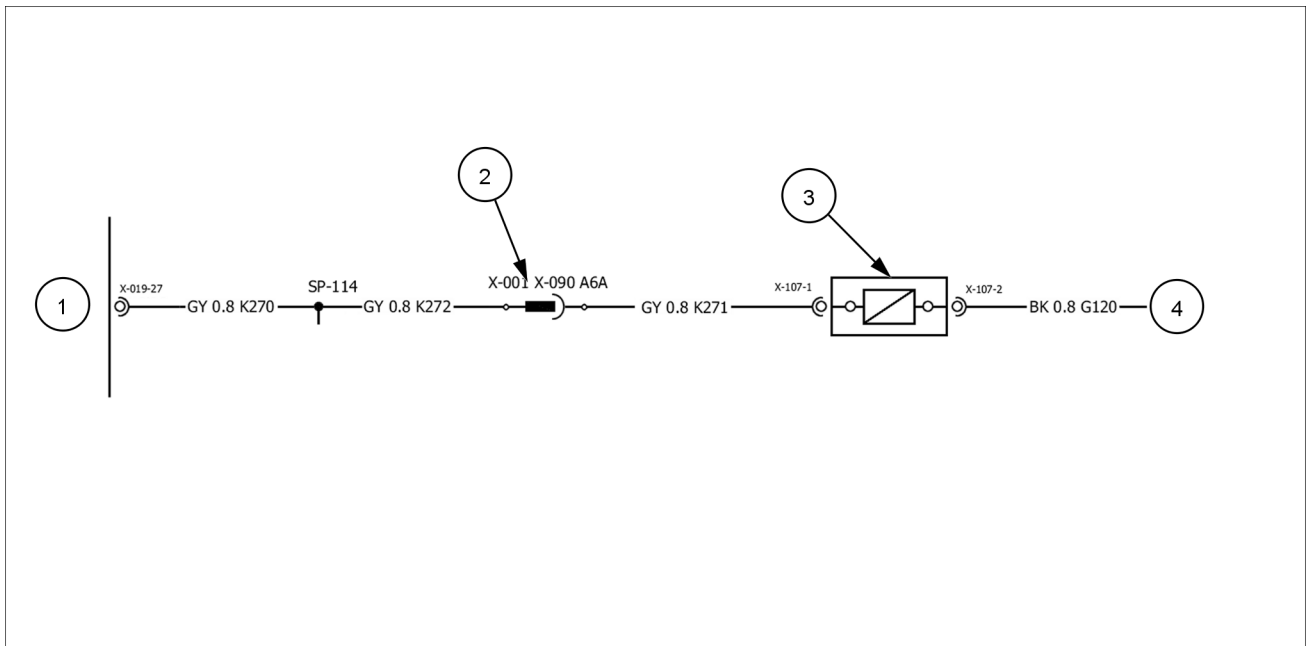 2
3
X-001 X-090 A6A
SP-114
X-019-27
X-107-1
X-107-2
1
GY 0.8 K270
GY 0.8 K272
GY 0.8 K271
BK 0.8 G120
4